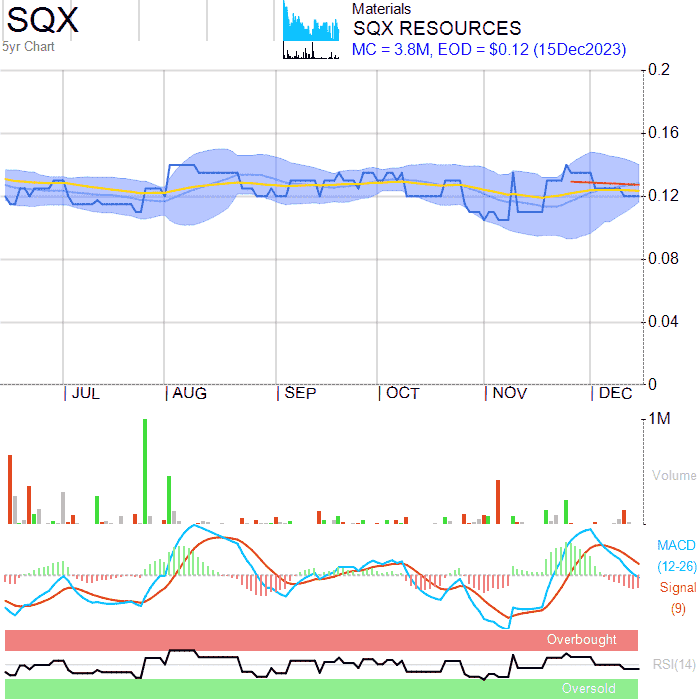 SQX
5yr Chart
Materials
SQX RESOURCES
MC = 3.8M, EOD = $0.12 (15Dec2023)
0.2
0.16
0.12
0.08
0.04
0
JUL AUG SEP OCT NOV DEC
1M
Volume
MACD
(12-26)
Signal
(9)
Overbought
RSI(14)
Oversold